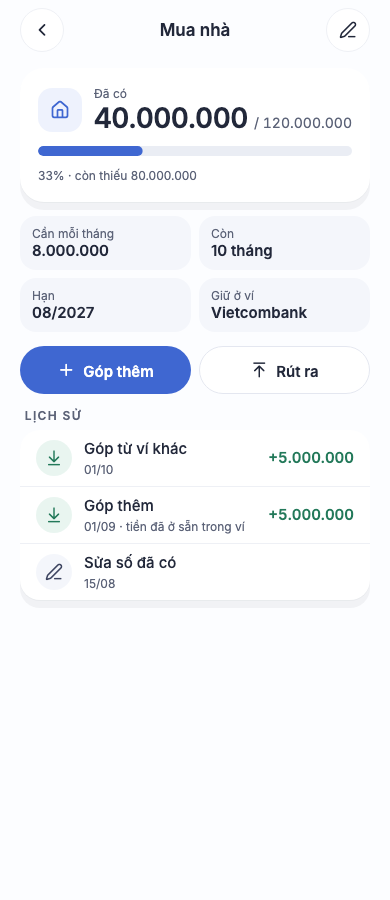 Mua nhà
Đã có
40.000.000 / 120.000.000
33% · còn thiếu 80.000.000
Cần mỗi tháng
8.000.000
Còn
10 tháng
Hạn
08/2027
Giữ ở ví
Vietcombank
Góp thêm
Rút ra
LỊCH SỬ
Góp từ ví khác
01/10
+5.000.000
Góp thêm
01/09 · tiền đã ở sẵn trong ví
+5.000.000
Sửa số đã có
15/08